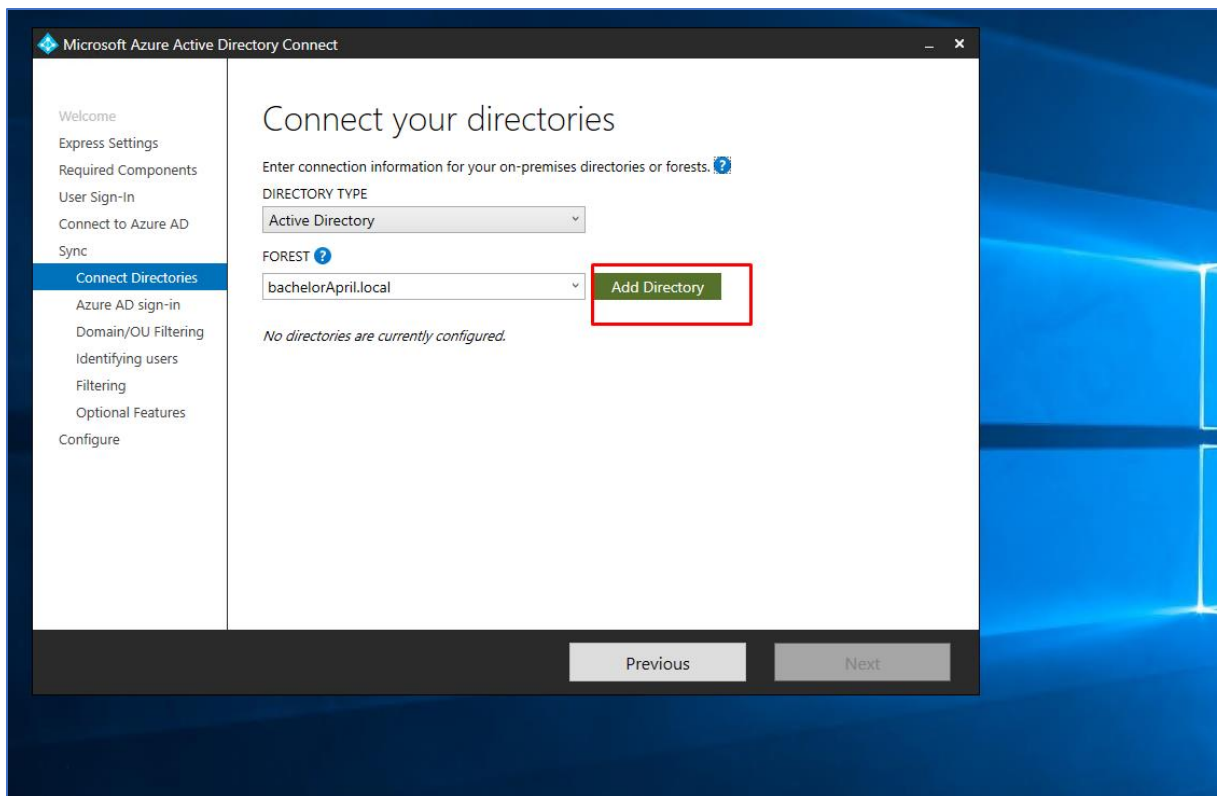 Microsoft Azure Active Directory Connect
Welcome
Express Settings
Required Components
User Sign-In
Connect to Azure AD
Sync
Connect Directories
Azure AD sign-in
Domain/OU Filtering
Identifying users
Filtering
Optional Features
Configure
Connect your directories
Enter connection information for your on-premises directories or forests. ?
DIRECTORY TYPE
Active Directory
FOREST ?
bachelorApril.local
Add Directory
No directories are currently configured.
Previous
Next